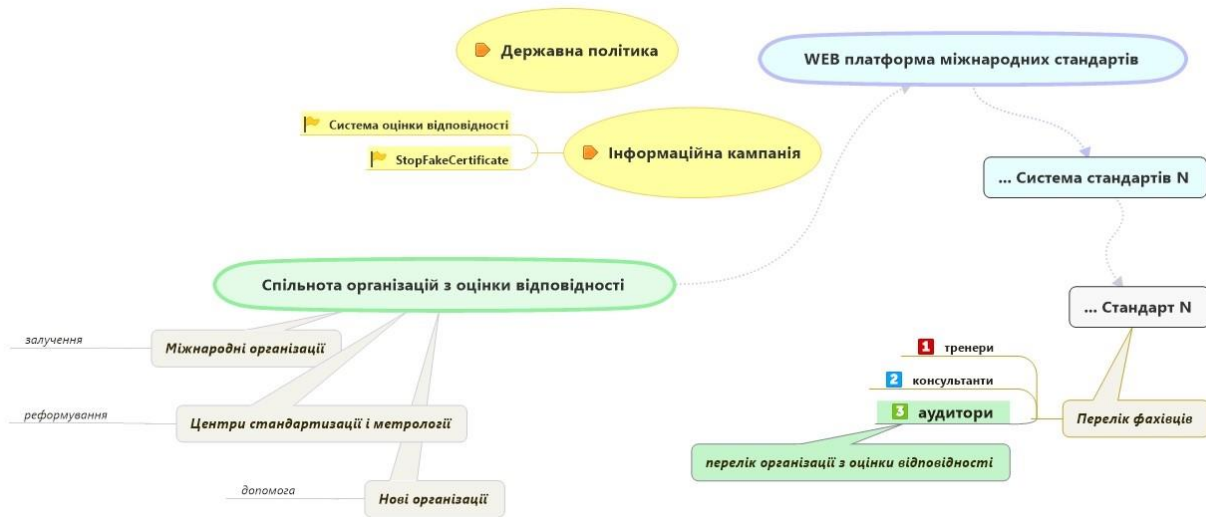 Державна політика
WEB платформа міжнародних стандартів
Система оцінки відповідності
StopFakeCertificate
Інформаційна кампанія
... Система стандартів N
Спільнота організацій з оцінки відповідності
... Стандарт N
залучення
Міжнародні організації
1 тренери
2 консультанти
3 аудитори
Перелік фахівців
реформування
Центри стандартизації і метрології
перелік організації з оцінки відповідності
допомога
Нові організації